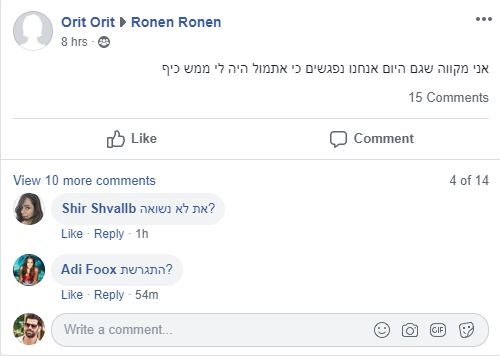 Orit Orit ▸ Ronen Ronen
8 hrs ·
אני מקווה שגם היום אנחנו נפגשים כי אתמול היה לי ממש כיף
15 Comments
Like Comment
View 10 more comments 4 of 14
Shir Shvallb את לא נשואה?
Like · Reply · 1h
Adi Foox התגרשת?
Like · Reply · 54m
Write a comment... GIF